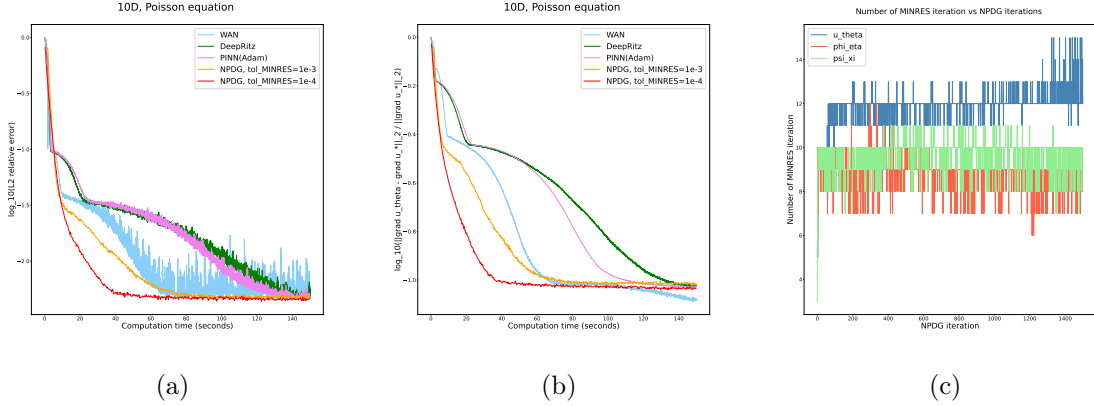 10D, Poisson equation
log_10(L2 relative error)
0.0
−0.5
−1.0
−1.5
−2.0
WAN
DeepRitz
PINN(Adam)
NPDG, tol_MINRES=1e-3
NPDG, tol_MINRES=1e-4
0 20 40 60 80 100 120 140
Computation time (seconds)
(a)
10D, Poisson equation
log_10(||grad u_theta - grad u_*||_2 / ||grad u_*||_2)
0.0
−0.2
−0.4
−0.6
−0.8
−1.0
WAN
DeepRitz
PINN(Adam)
NPDG, tol_MINRES=1e-3
NPDG, tol_MINRES=1e-4
0 20 40 60 80 100 120 140
Computation time (seconds)
(b)
Number of MINRES iteration vs NPDG iterations
Number of MINRES iteration
14
12
10
8
6
4
u_theta
phi_eta
psi_xi
0 200 400 600 800 1000 1200 1400
NPDG iteration
(c)